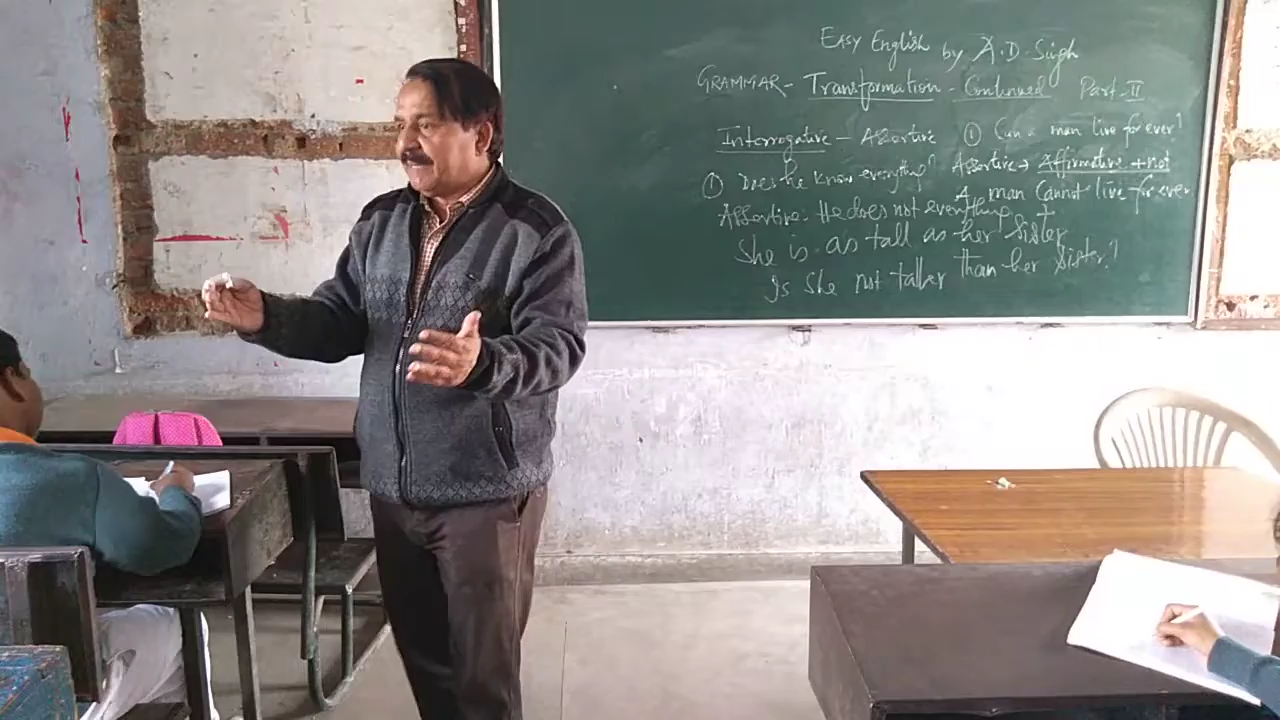 Easy English by A.D. Singh
GRAMMAR - Transformation - Continued Part-II
Interrogative - Assertive ① Can a man live for ever?
① Does he know everything? Assertive → Affirmative + not
A man cannot live for ever
Assertive: He does not everything
She is as tall as her sister
Is she not taller than her sister?